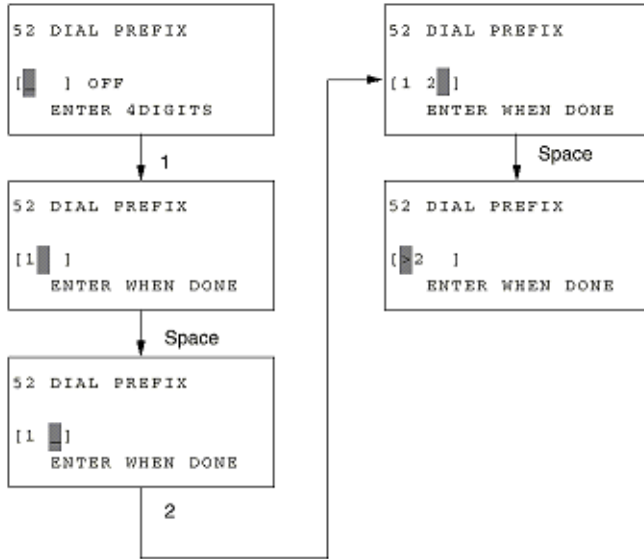 52 DIAL PREFIX
[_ ] OFF
ENTER 4DIGITS
1
52 DIAL PREFIX
[1 ]
ENTER WHEN DONE
Space
52 DIAL PREFIX
[1 _]
ENTER WHEN DONE
2
52 DIAL PREFIX
[1 2 ]
ENTER WHEN DONE
Space
52 DIAL PREFIX
[>2 ]
ENTER WHEN DONE